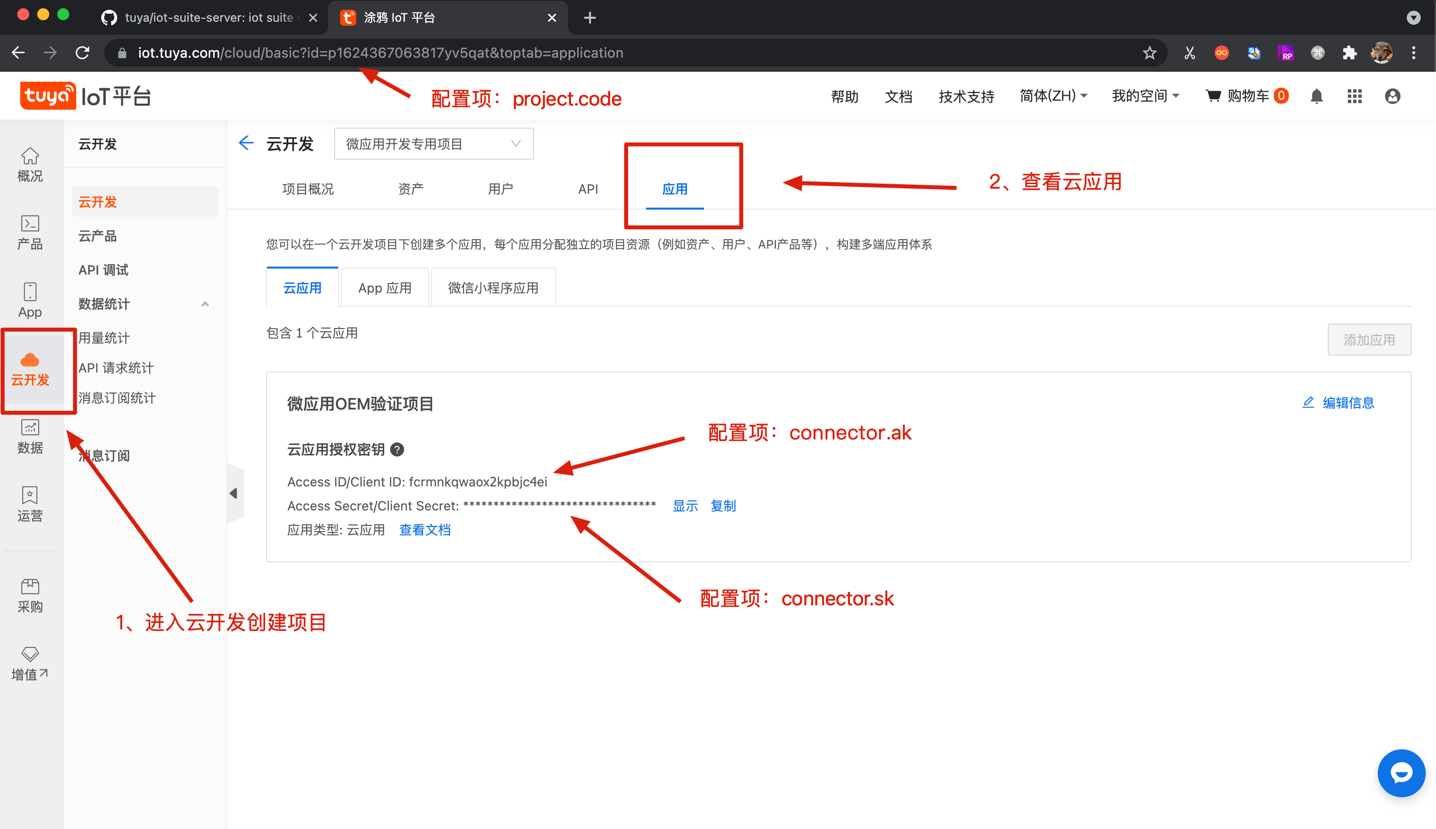 tuya/iot-suite-server: iot suite
涂鸦 IoT 平台
iot.tuya.com/cloud/basic?id=p1624367063817yv5qat&toptab=application
配置项：project.code
tuya IoT平台
帮助 文档 技术支持 简体(ZH) 我的空间 购物车 0
概况
产品
App
云开发
数据
运营
采购
增值
云开发
云开发
云产品
API 调试
数据统计
用量统计
API 请求统计
消息订阅统计
消息订阅
云开发 微应用开发专用项目
项目概况 资产 用户 API 应用
2、查看云应用
您可以在一个云开发项目下创建多个应用，每个应用分配独立的项目资源（例如资产、用户、API产品等），构建多端应用体系
云应用 App 应用 微信小程序应用
包含 1 个云应用
添加应用
微应用OEM验证项目
编辑信息
配置项：connector.ak
云应用授权密钥 ?
Access ID/Client ID: fcrmnkqwaox2kpbjc4ei
Access Secret/Client Secret: ******************************** 显示 复制
应用类型: 云应用 查看文档
配置项：connector.sk
1、进入云开发创建项目